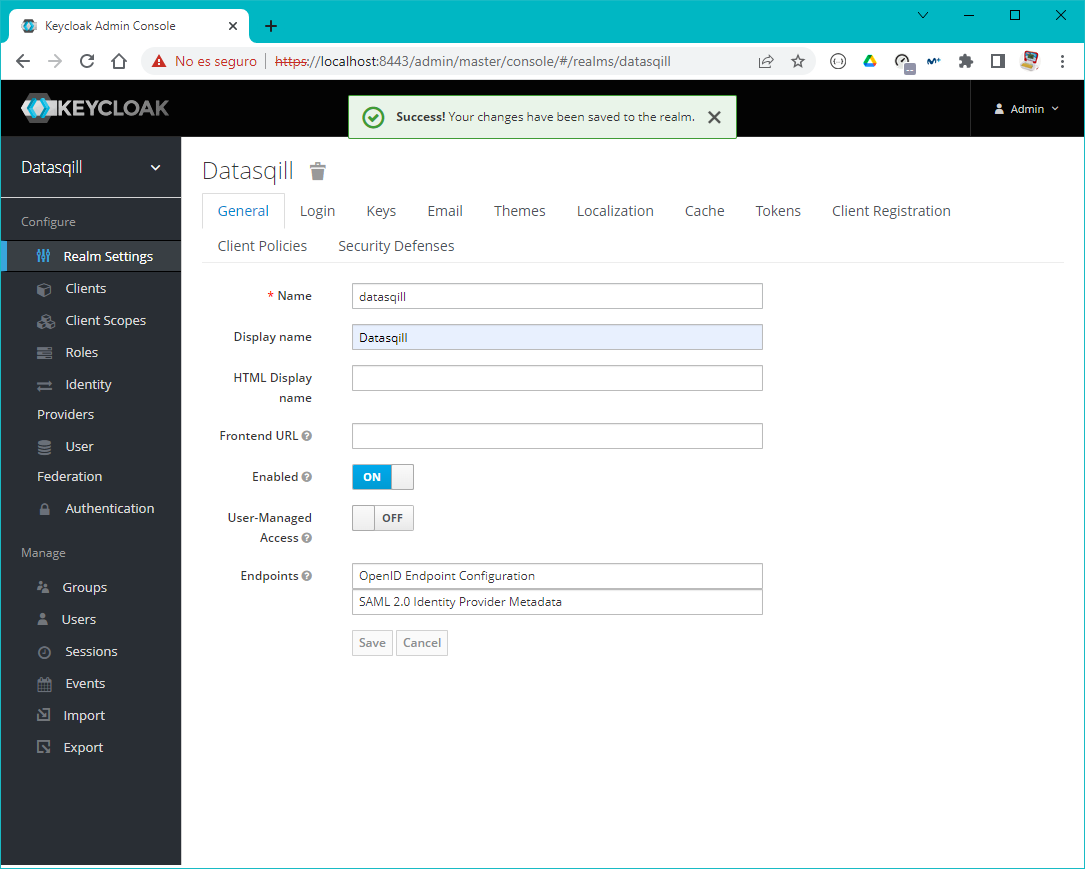 Keycloak Admin Console
No es seguro https://localhost:8443/admin/master/console/#/realms/datasqill
KEYCLOAK
Success! Your changes have been saved to the realm.
Admin
Datasqill
Configure
Realm Settings
Clients
Client Scopes
Roles
Identity
Providers
User
Federation
Authentication
Manage
Groups
Users
Sessions
Events
Import
Export
Datasqill
General Login Keys Email Themes Localization Cache Tokens Client Registration
Client Policies Security Defenses
* Name datasqill
Display name Datasqill
HTML Display
name
Frontend URL
Enabled ON
User-Managed
Access OFF
Endpoints OpenID Endpoint Configuration
SAML 2.0 Identity Provider Metadata
Save Cancel